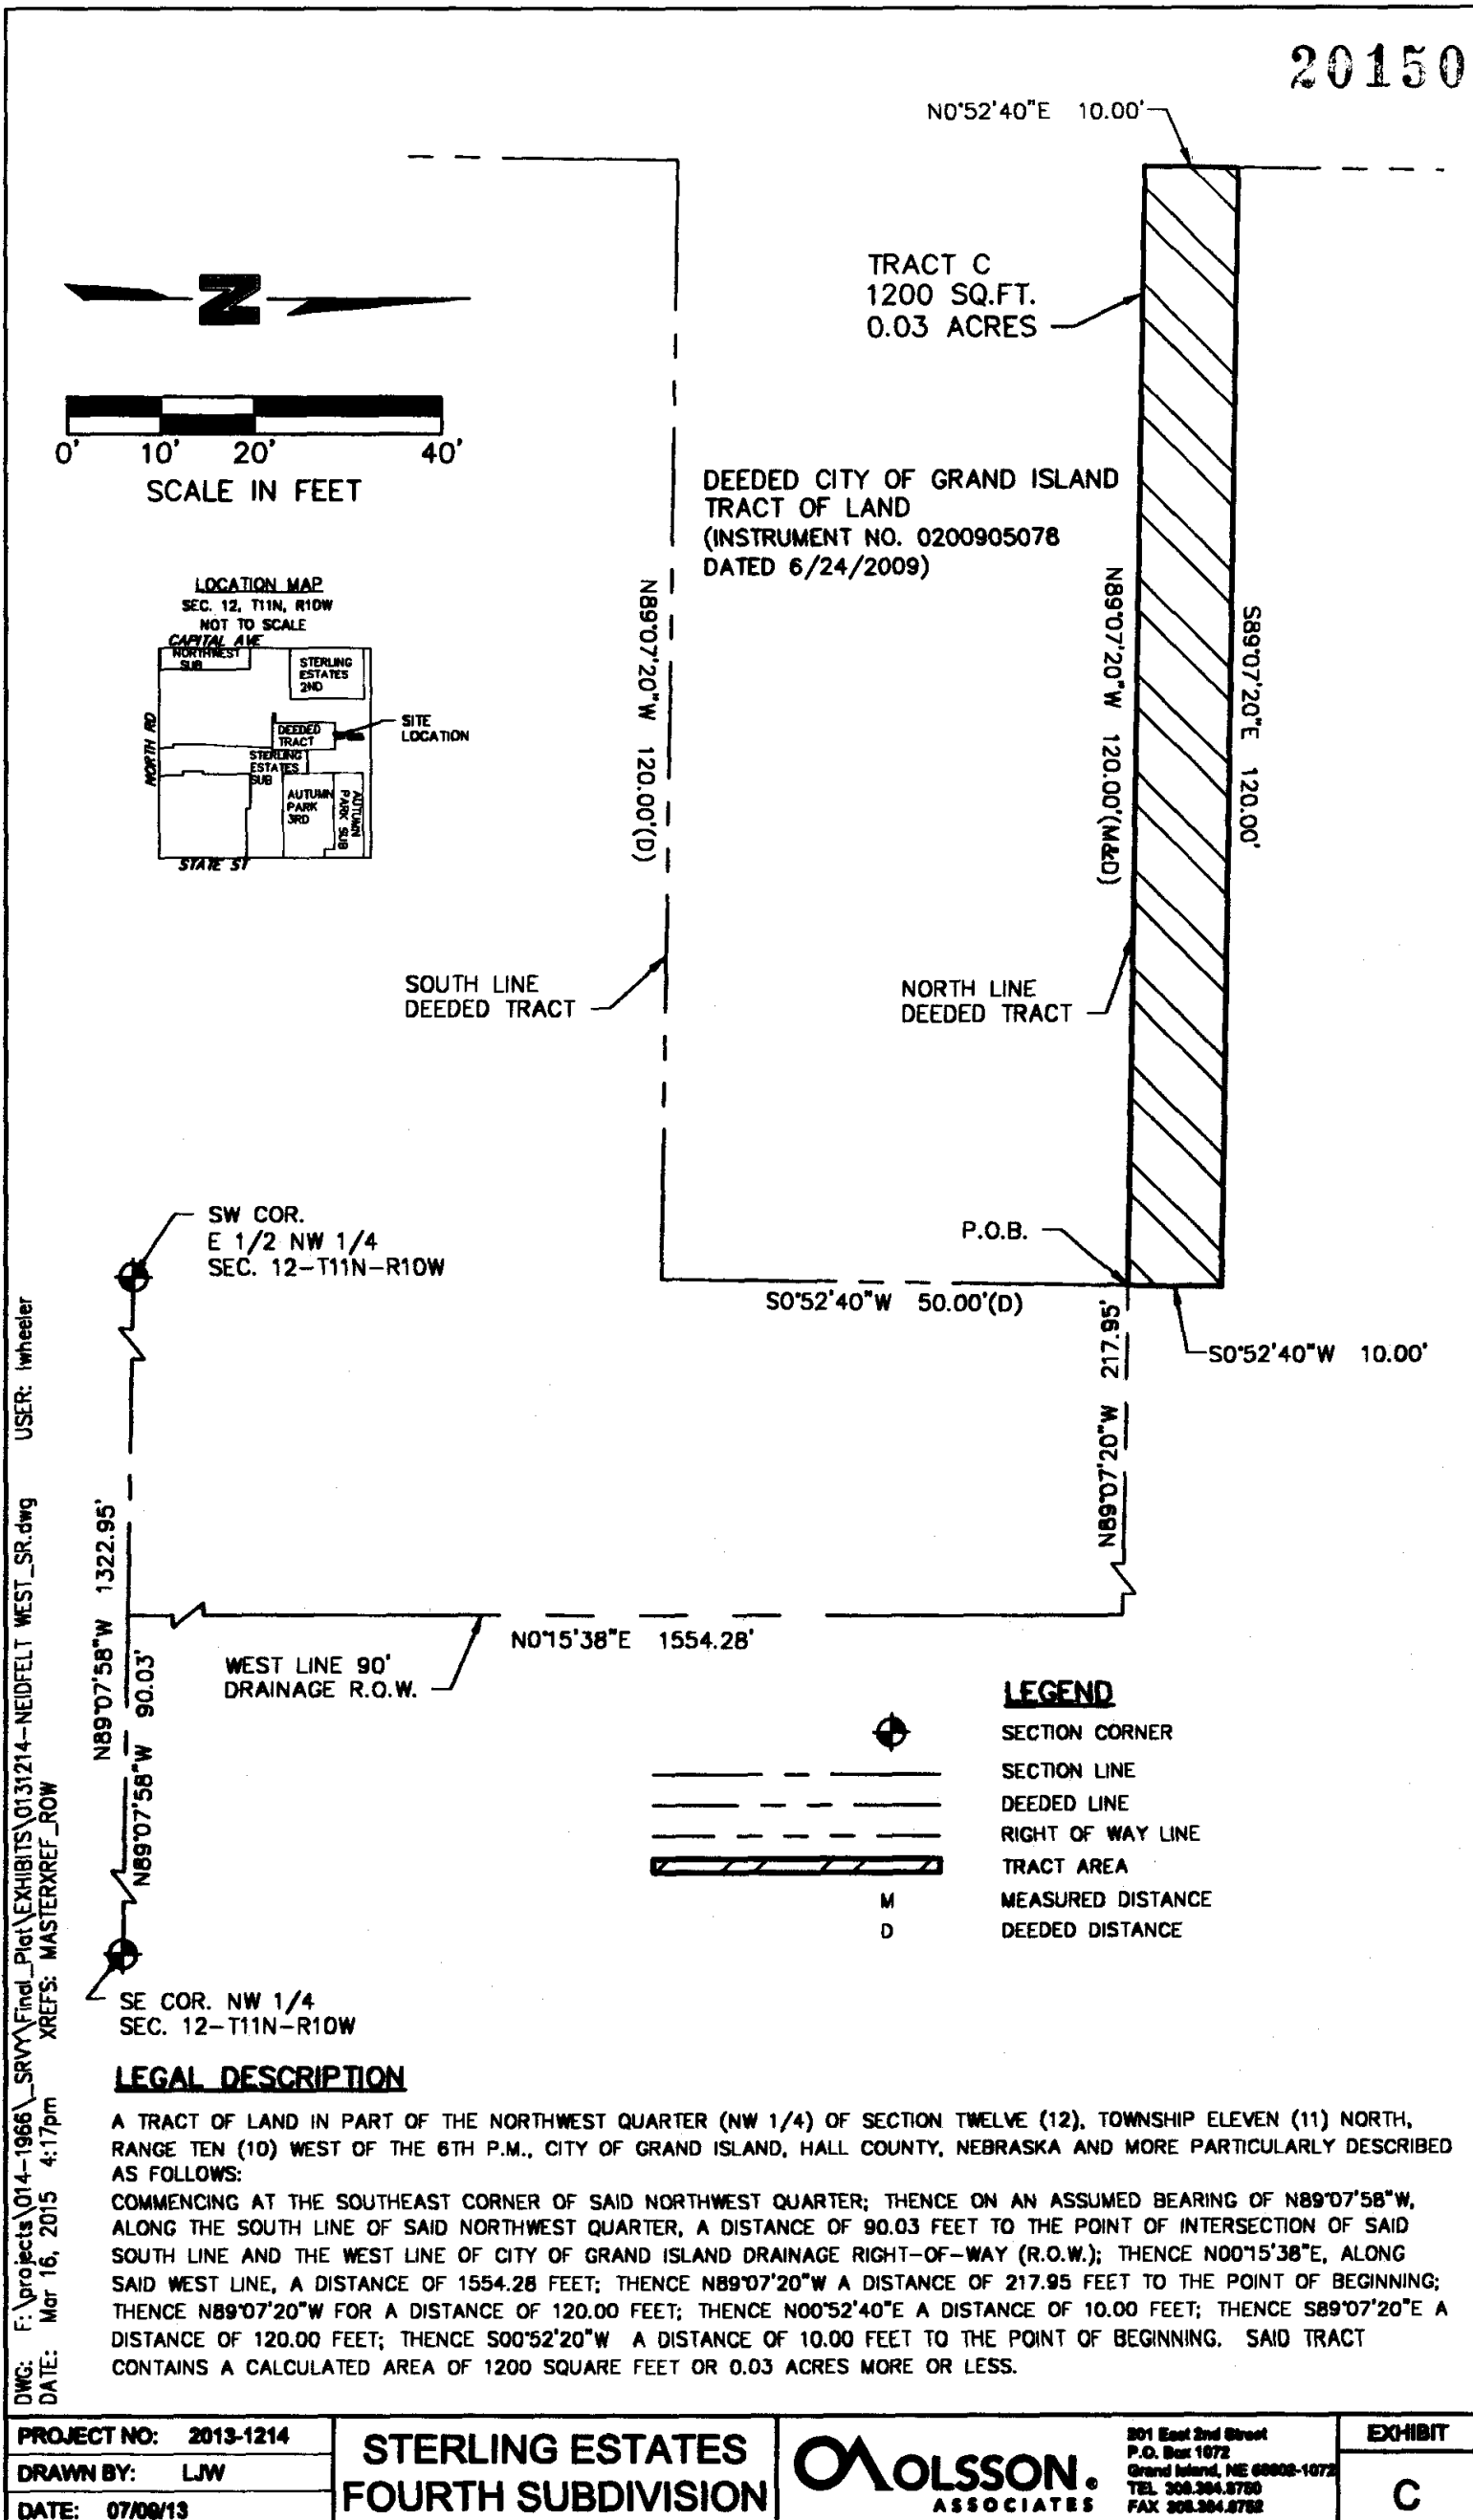 20150
N0°52'40"E 10.00'
TRACT C
1200 SQ.FT.
0.03 ACRES
N
0' 10' 20' 40'
SCALE IN FEET
DEEDED CITY OF GRAND ISLAND
TRACT OF LAND
(INSTRUMENT NO. 0200905078
DATED 6/24/2009)
LOCATION MAP
SEC. 12, T11N, R10W
NOT TO SCALE
CAPITAL AVE
NORTHWEST
SUB
STERLING
ESTATES
2ND
NORTH RD
DEEDED
TRACT
SITE
LOCATION
STERLING
ESTATES
SUB
AUTUMN
PARK
3RD
AUTUMN
PARK SUB
STATE ST
N89°07'20"W 120.00'(D)
N89°07'20"W 120.00'(M&D)
S89°07'20"E 120.00'
SOUTH LINE
DEEDED TRACT
NORTH LINE
DEEDED TRACT
SW COR.
E 1/2 NW 1/4
SEC. 12-T11N-R10W
P.O.B.
S0°52'40"W 50.00'(D)
S0°52'40"W 10.00'
N89°07'20"W 217.95'
N89°07'58"W 1322.95'
N89°07'58"W 90.03'
N0°15'38"E 1554.28'
WEST LINE 90'
DRAINAGE R.O.W.
LEGEND
SECTION CORNER
SECTION LINE
DEEDED LINE
RIGHT OF WAY LINE
TRACT AREA
M MEASURED DISTANCE
D DEEDED DISTANCE
SE COR. NW 1/4
SEC. 12-T11N-R10W
DWG: F:\projects\014-1966\_SRVY\Final_Plat\EXHIBITS\0131214-NEIDFELT WEST_SR.dwg USER: lwheeler
DATE: Mar 16, 2015 4:17pm XREFS: MASTERXREF_ROW
LEGAL DESCRIPTION
A TRACT OF LAND IN PART OF THE NORTHWEST QUARTER (NW 1/4) OF SECTION TWELVE (12), TOWNSHIP ELEVEN (11) NORTH,
RANGE TEN (10) WEST OF THE 6TH P.M., CITY OF GRAND ISLAND, HALL COUNTY, NEBRASKA AND MORE PARTICULARLY DESCRIBED
AS FOLLOWS:
COMMENCING AT THE SOUTHEAST CORNER OF SAID NORTHWEST QUARTER; THENCE ON AN ASSUMED BEARING OF N89°07'58"W,
ALONG THE SOUTH LINE OF SAID NORTHWEST QUARTER, A DISTANCE OF 90.03 FEET TO THE POINT OF INTERSECTION OF SAID
SOUTH LINE AND THE WEST LINE OF CITY OF GRAND ISLAND DRAINAGE RIGHT-OF-WAY (R.O.W.); THENCE N00°15'38"E, ALONG
SAID WEST LINE, A DISTANCE OF 1554.28 FEET; THENCE N89°07'20"W A DISTANCE OF 217.95 FEET TO THE POINT OF BEGINNING;
THENCE N89°07'20"W FOR A DISTANCE OF 120.00 FEET; THENCE N00°52'40"E A DISTANCE OF 10.00 FEET; THENCE S89°07'20"E A
DISTANCE OF 120.00 FEET; THENCE S00°52'20"W A DISTANCE OF 10.00 FEET TO THE POINT OF BEGINNING. SAID TRACT
CONTAINS A CALCULATED AREA OF 1200 SQUARE FEET OR 0.03 ACRES MORE OR LESS.
PROJECT NO: 2013-1214
DRAWN BY: LJW
DATE: 07/09/13
STERLING ESTATES
FOURTH SUBDIVISION
OLSSON
ASSOCIATES
201 East 2nd Street
P.O. Box 1072
Grand Island, NE 68802-1072
TEL 308.384.8750
FAX 308.384.8752
EXHIBIT
C